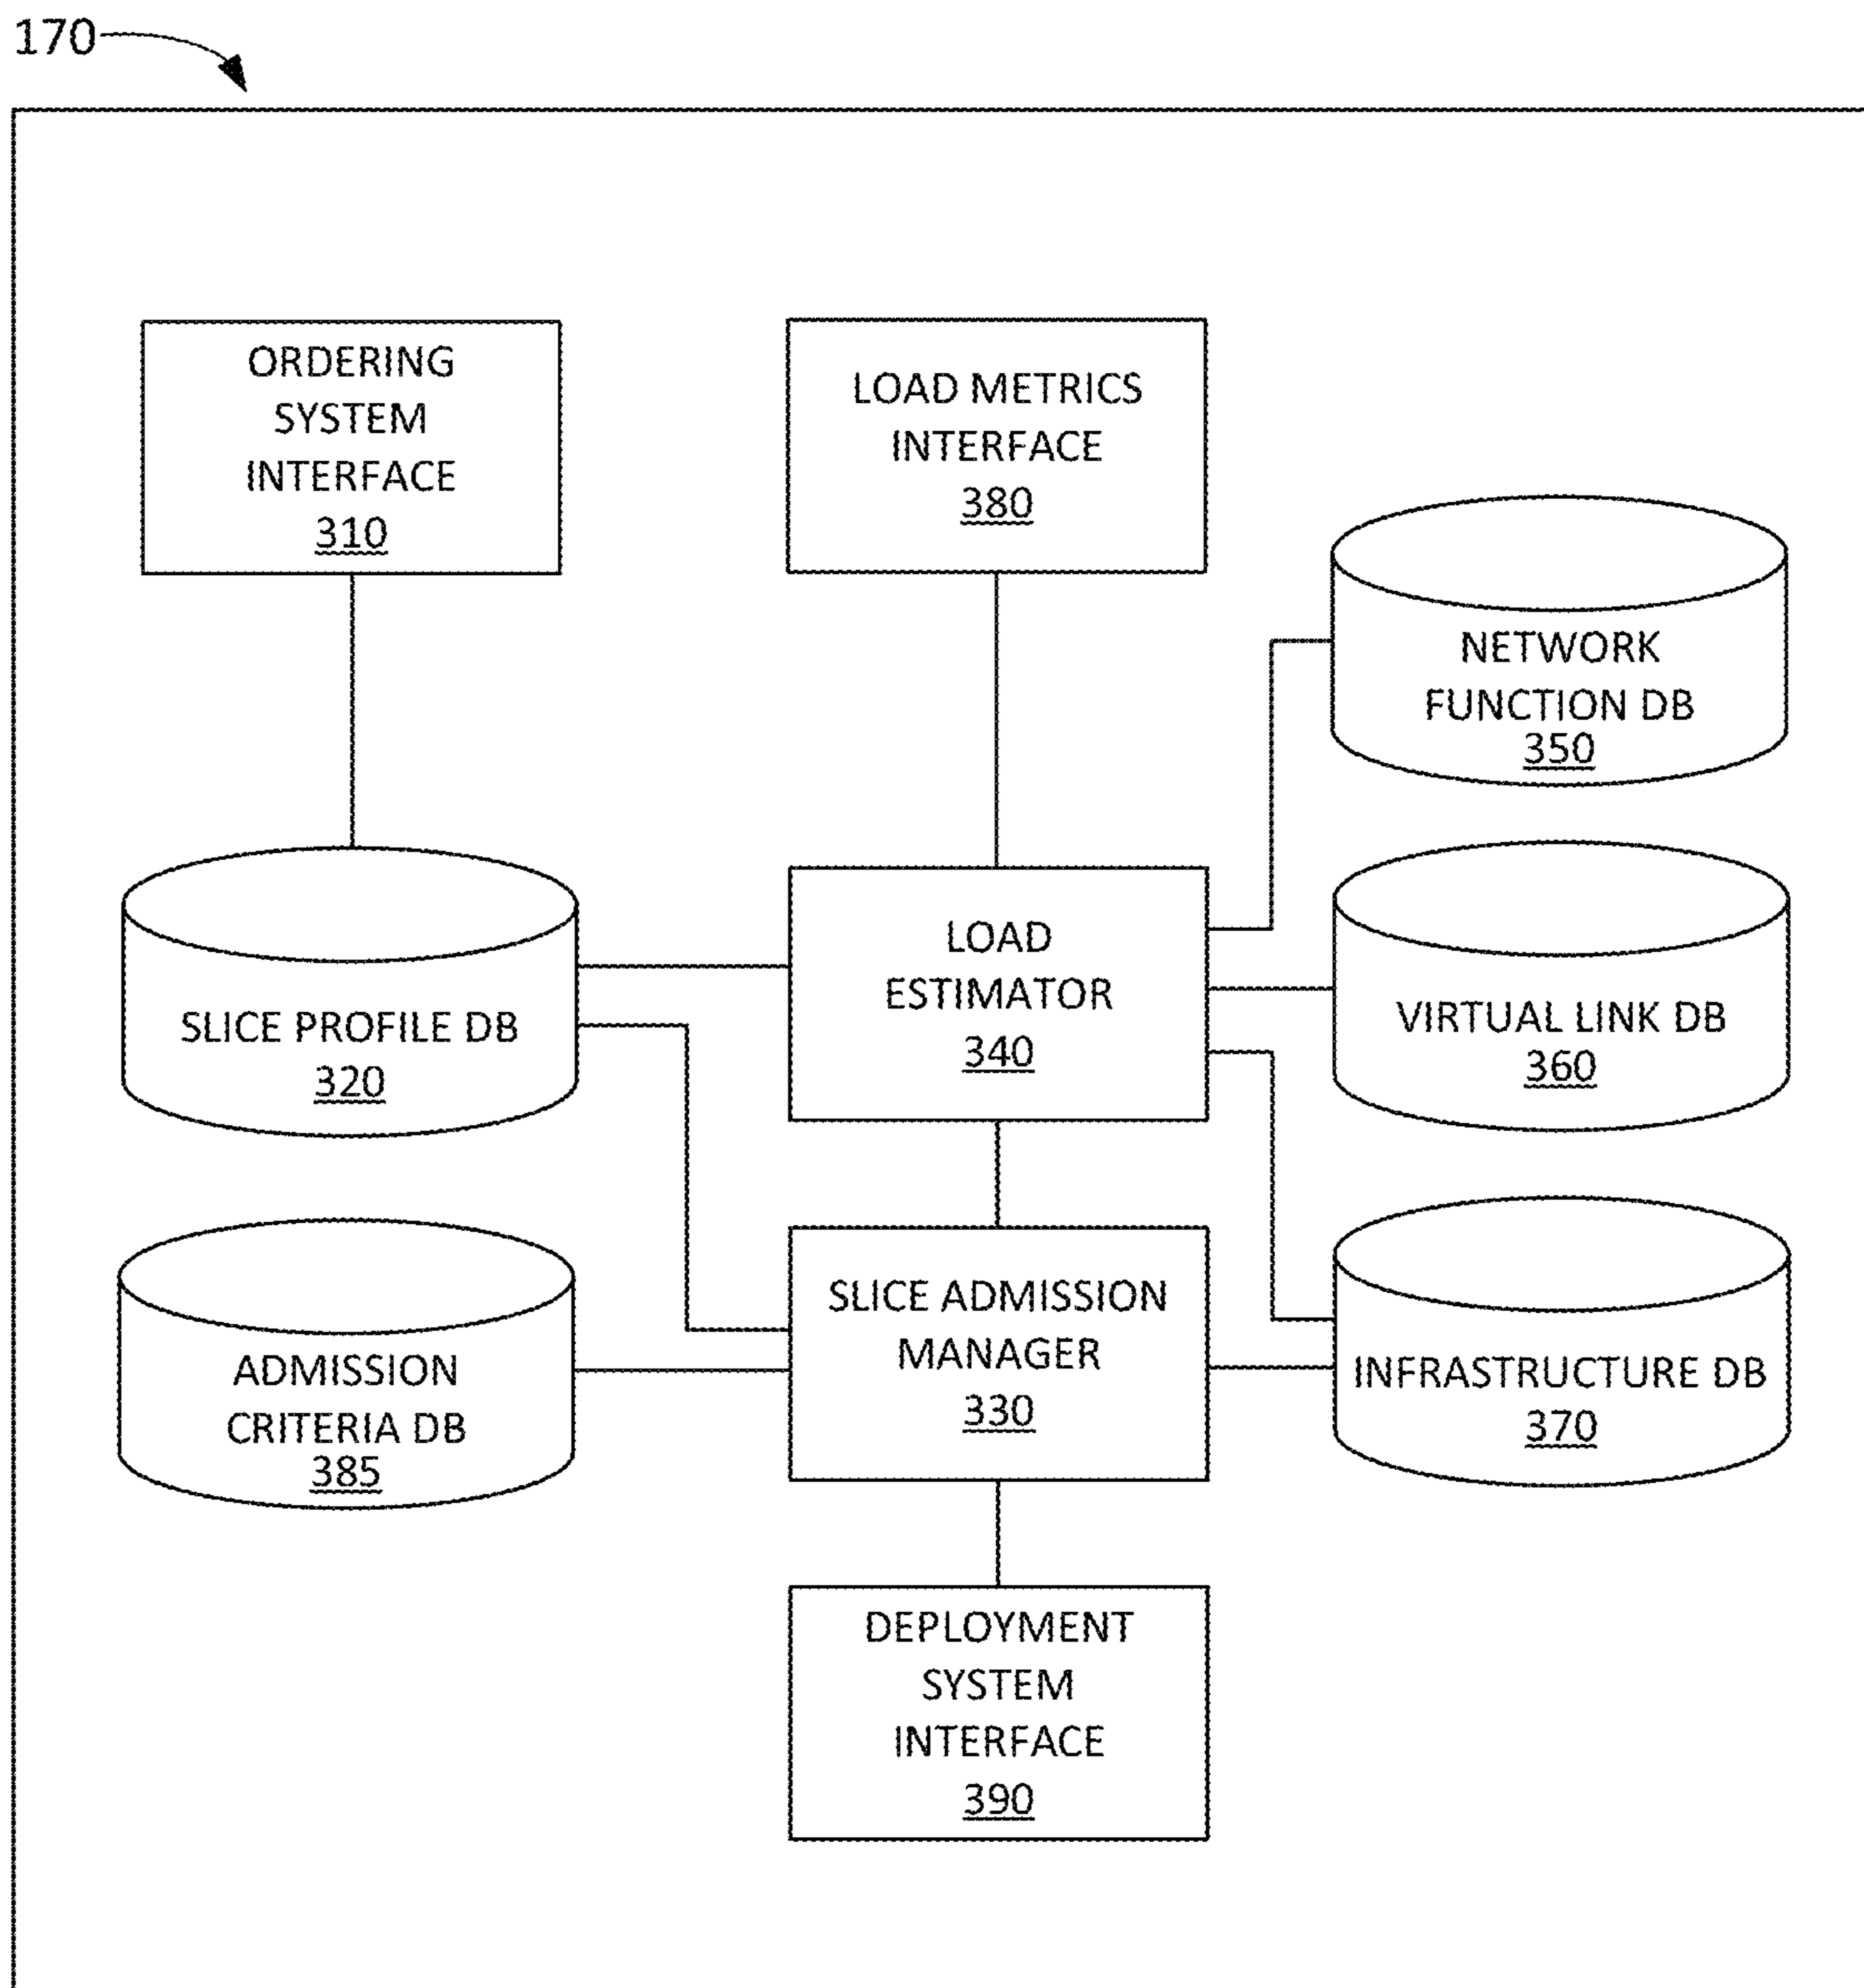 170
ORDERING
SYSTEM
INTERFACE
310
LOAD METRICS
INTERFACE
380
NETWORK
FUNCTION DB
350
SLICE PROFILE DB
320
LOAD
ESTIMATOR
340
VIRTUAL LINK DB
360
ADMISSION
CRITERIA DB
385
SLICE ADMISSION
MANAGER
330
INFRASTRUCTURE DB
370
DEPLOYMENT
SYSTEM
INTERFACE
390